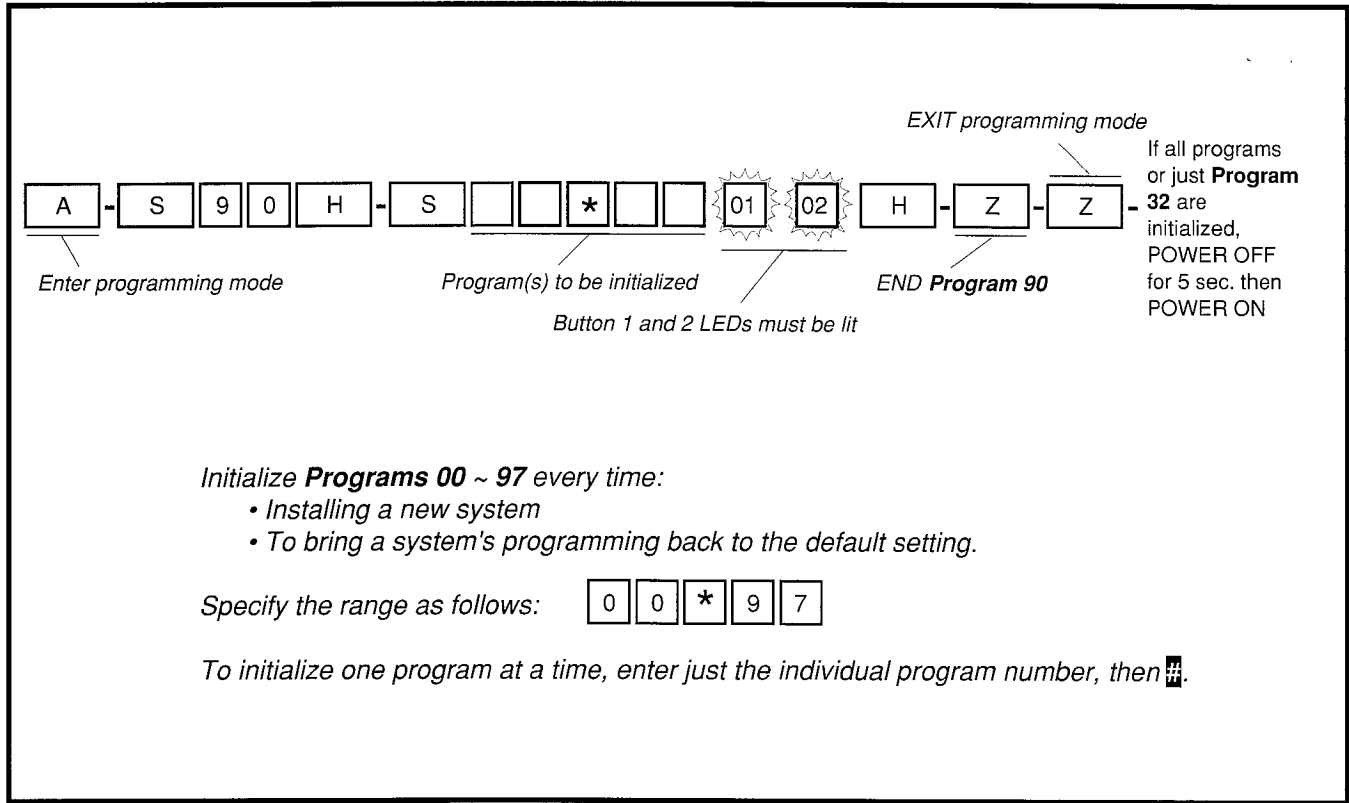 EXIT programming mode
A - S 9 0 H - S * 01 02 H - Z - Z -
If all programs
or just Program
32 are
initialized,
POWER OFF
for 5 sec. then
POWER ON
Enter programming mode
Program(s) to be initialized
END Program 90
Button 1 and 2 LEDs must be lit
Initialize Programs 00 ~ 97 every time:
• Installing a new system
• To bring a system's programming back to the default setting.
Specify the range as follows: 0 0 * 9 7
To initialize one program at a time, enter just the individual program number, then #.